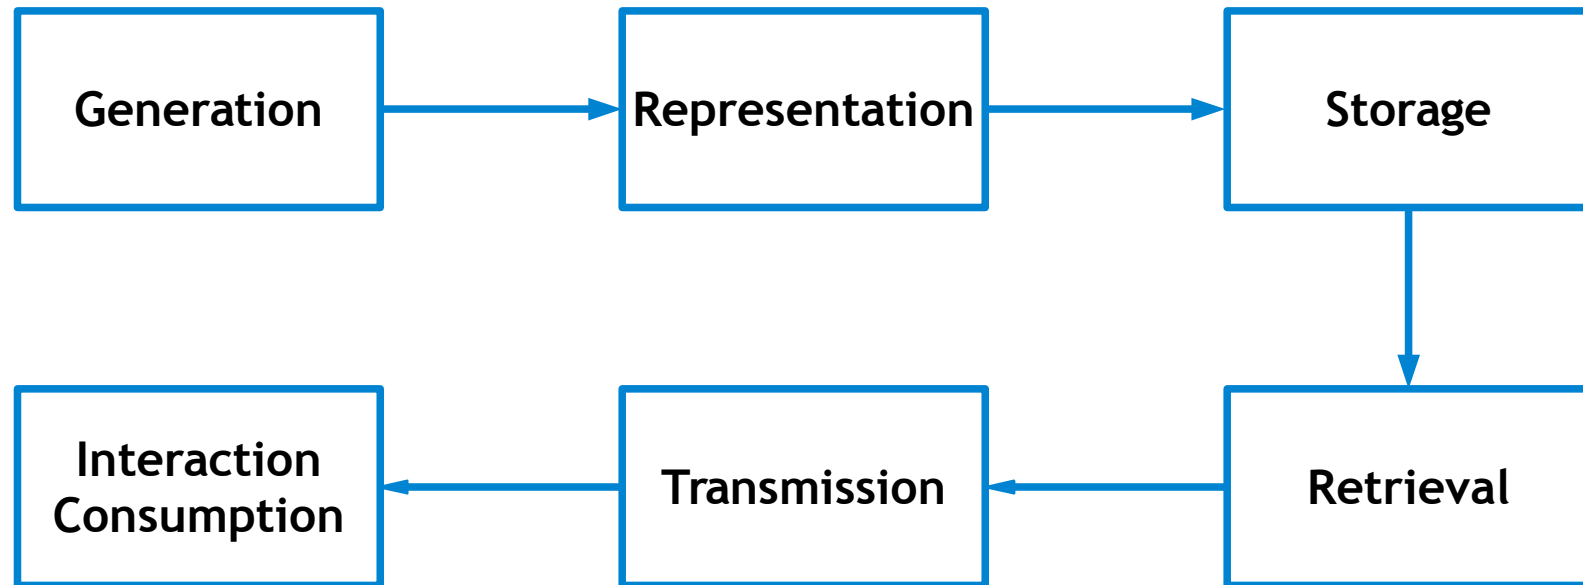 Generation
Representation
Storage
Interaction
Consumption
Transmission
Retrieval